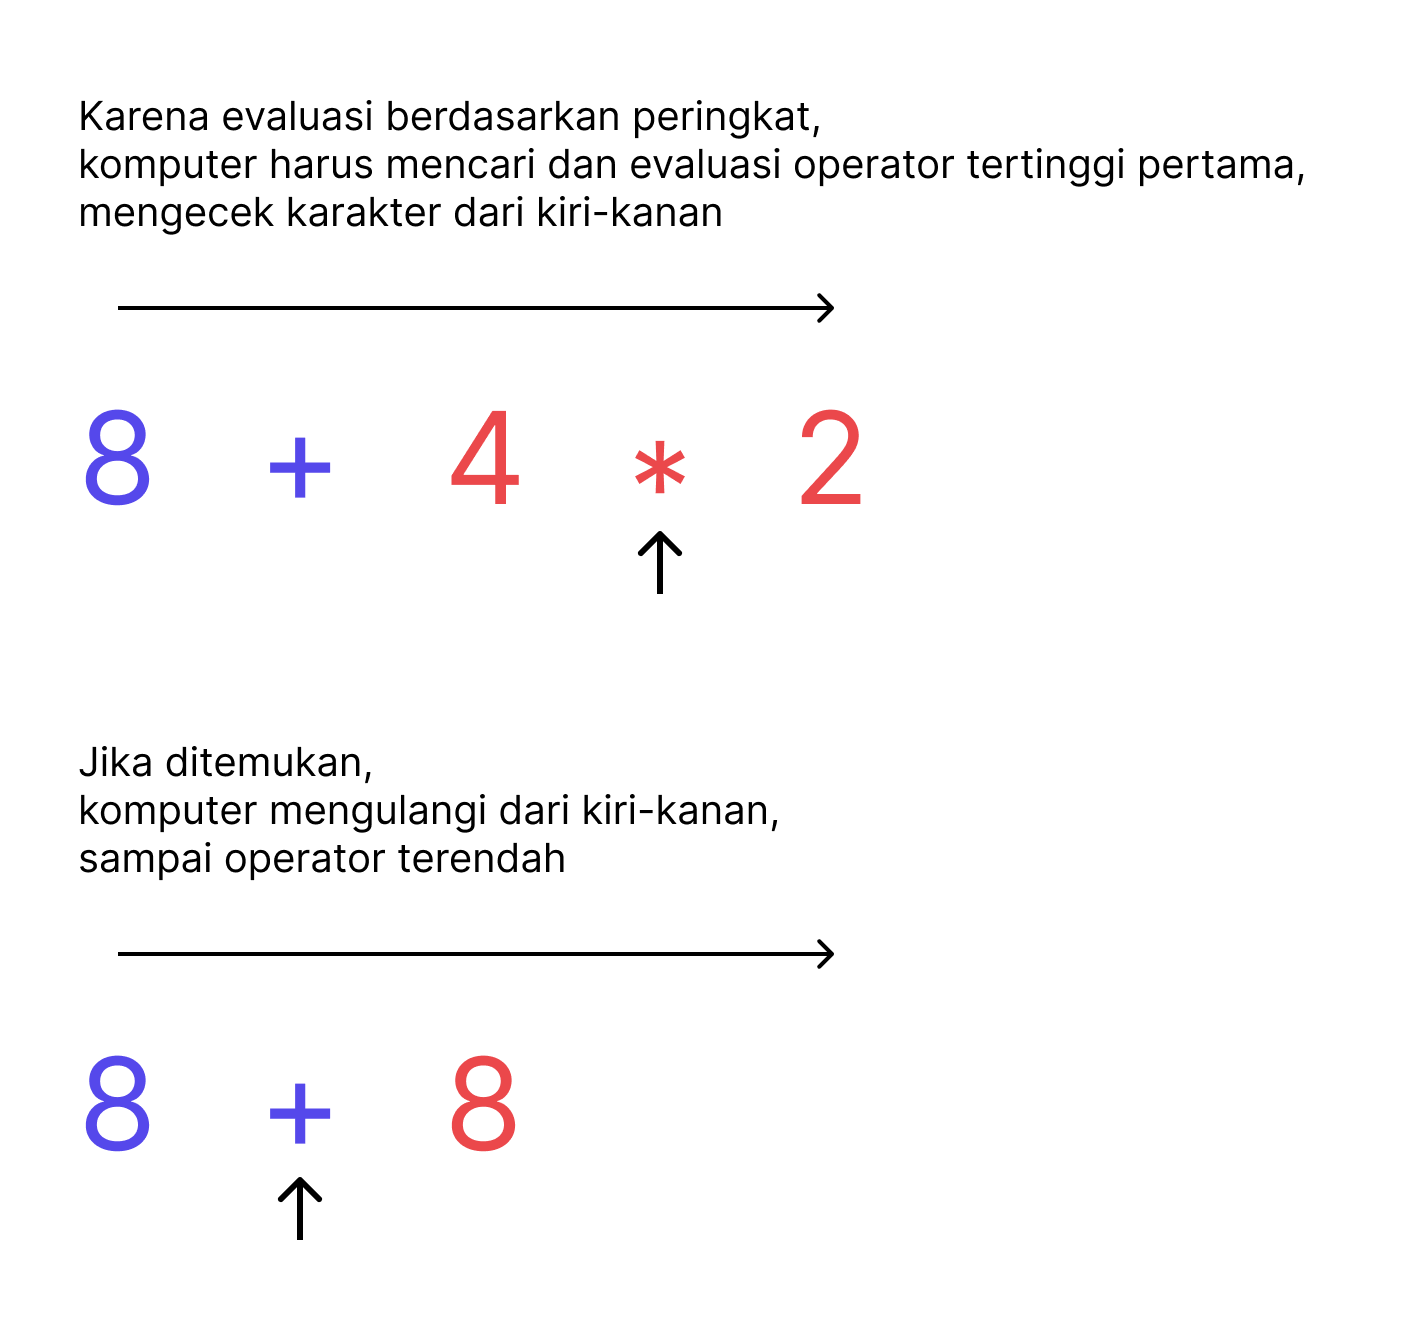 Karena evaluasi berdasarkan peringkat,
komputer harus mencari dan evaluasi operator tertinggi pertama,
mengecek karakter dari kiri-kanan
8 + 4 * 2
Jika ditemukan,
komputer mengulangi dari kiri-kanan,
sampai operator terendah
8 + 8